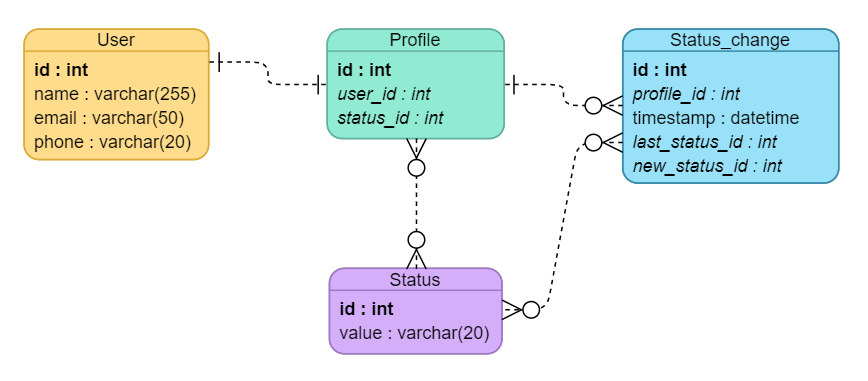 User
id : int
name : varchar(255)
email : varchar(50)
phone : varchar(20)
Profile
id : int
user_id : int
status_id : int
Status_change
id : int
profile_id : int
timestamp : datetime
last_status_id : int
new_status_id : int
Status
id : int
value : varchar(20)